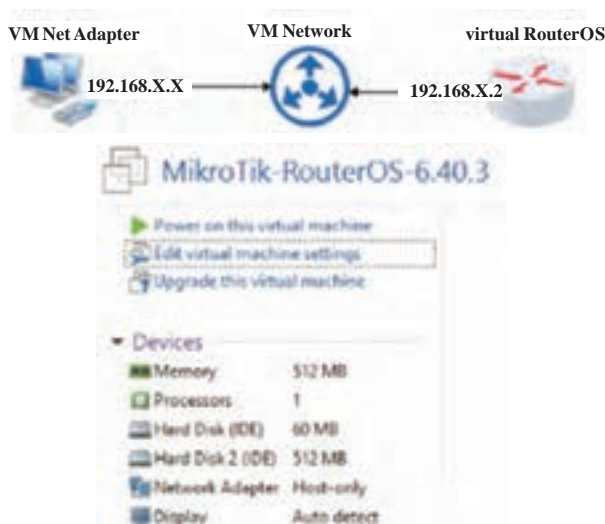 VM Net Adapter VM Network virtual RouterOS
192.168.X.X 192.168.X.2
MikroTik-RouterOS-6.40.3
Power on this virtual machine
Edit virtual machine settings
Upgrade this virtual machine
Devices
Memory 512 MB
Processors 1
Hard Disk (IDE) 60 MB
Hard Disk 2 (IDE) 512 MB
Network Adapter Host-only
Display Auto detect